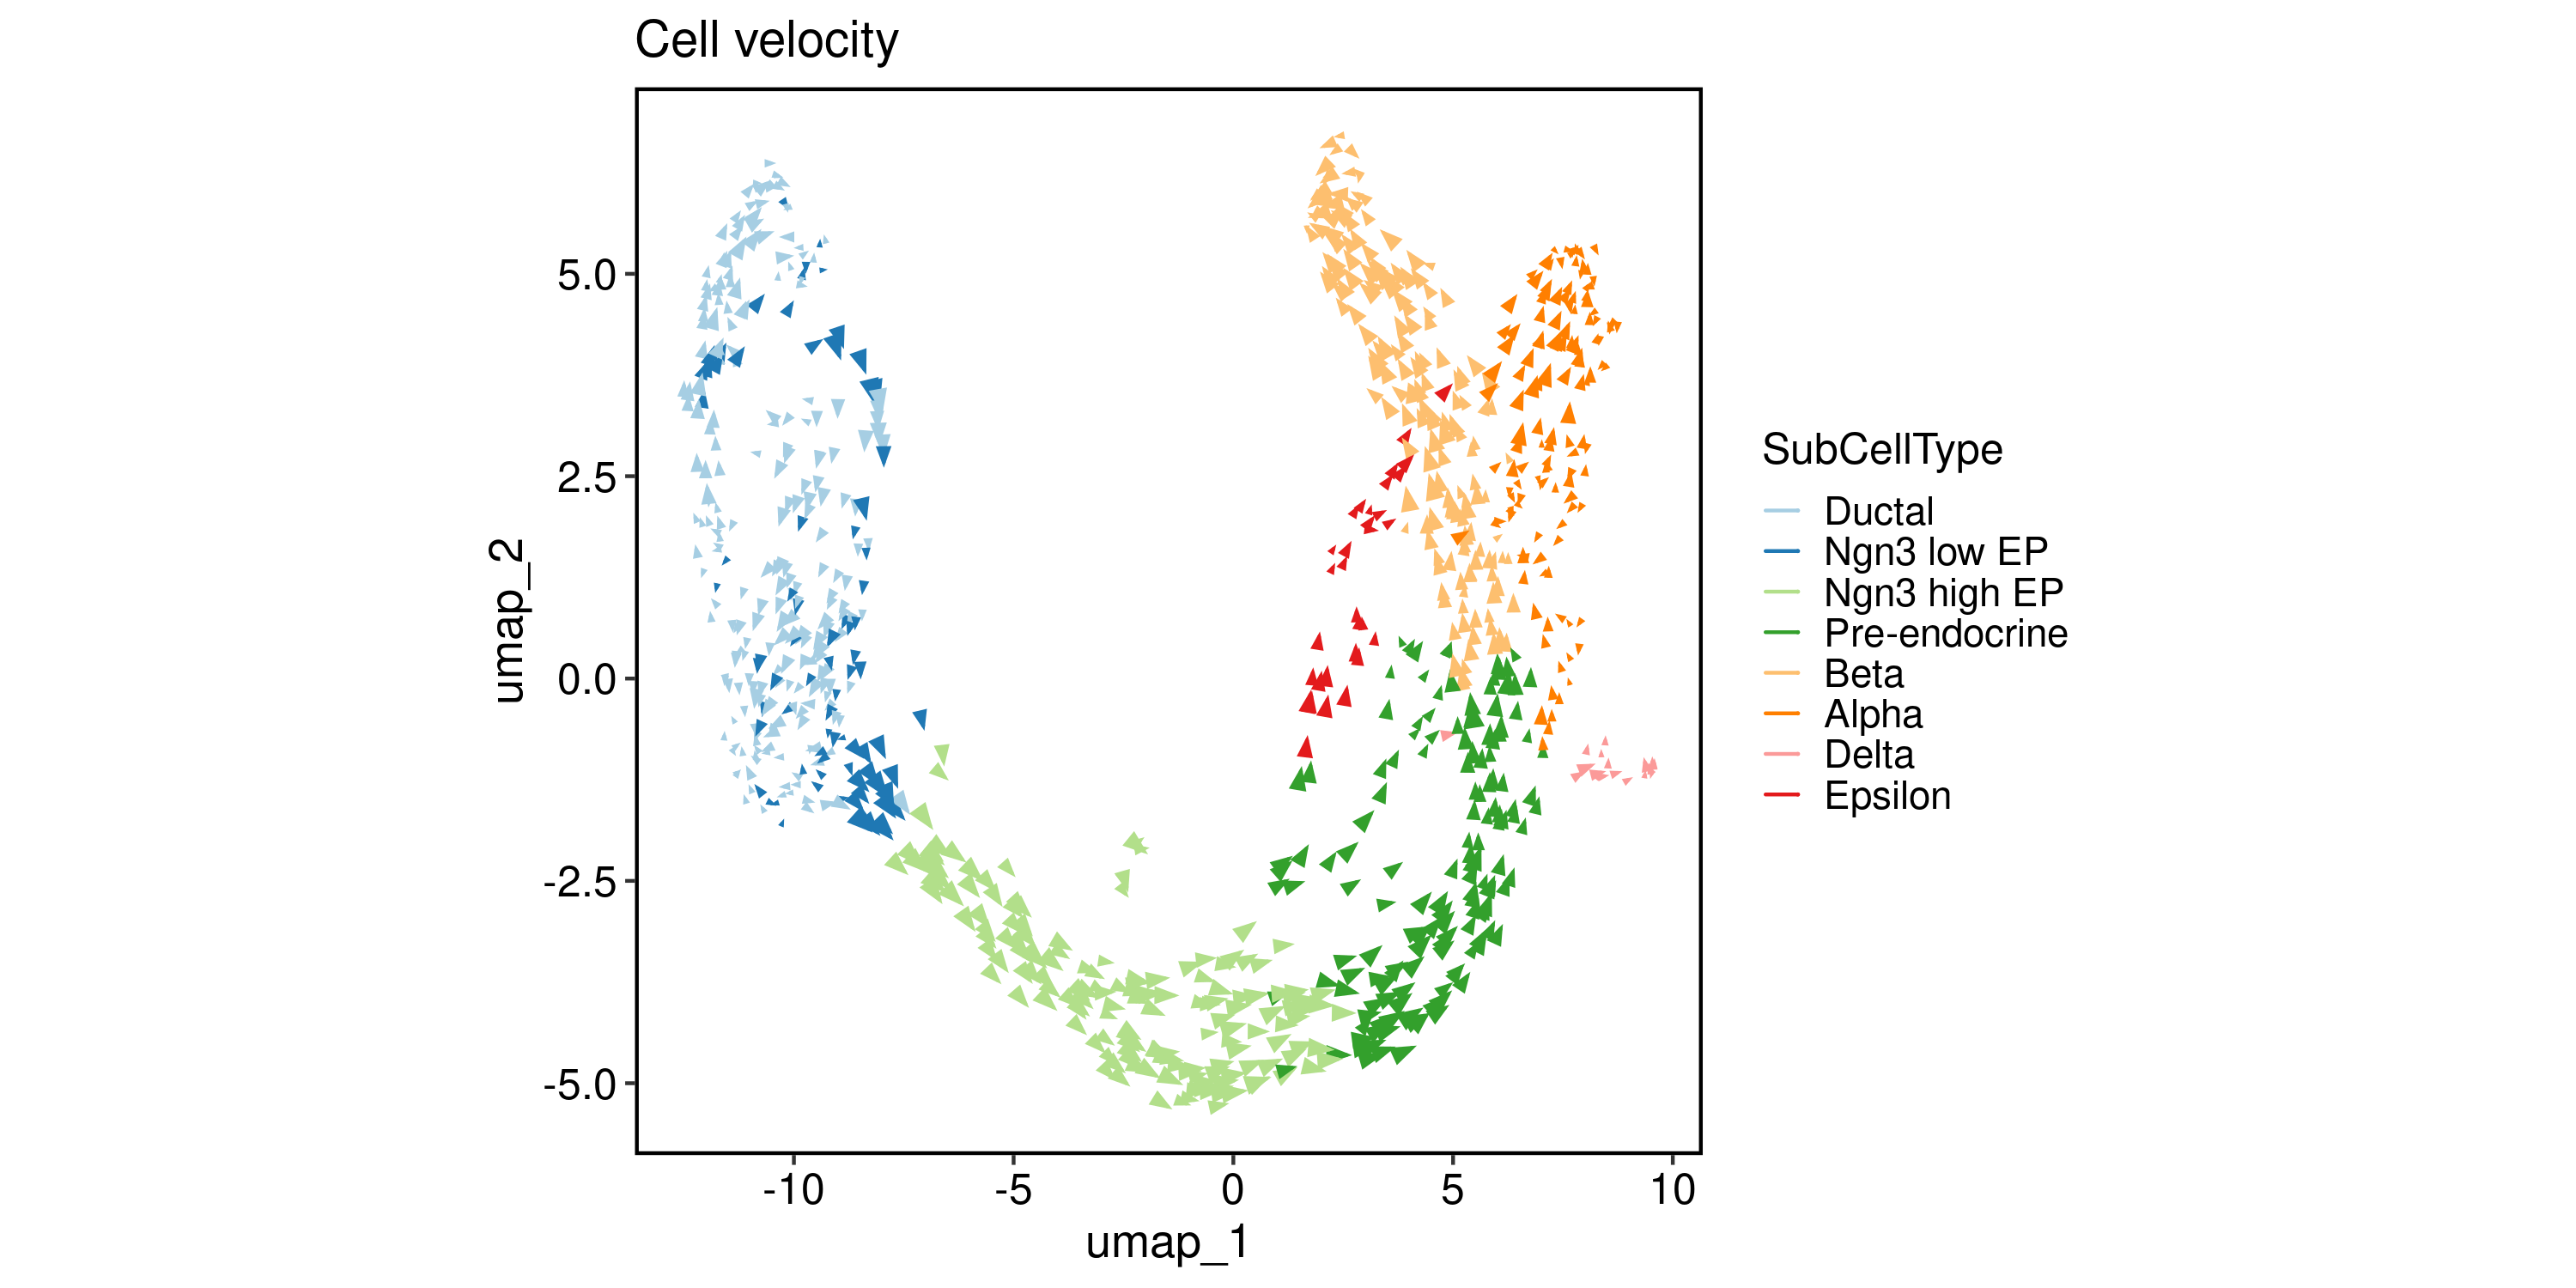 Cell velocity
5.0
2.5
0.0
-2.5
-5.0
umap_2
-10
-5
0
5
10
umap_1
SubCellType
Ductal
Ngn3 low EP
Ngn3 high EP
Pre-endocrine
Beta
Alpha
Delta
Epsilon